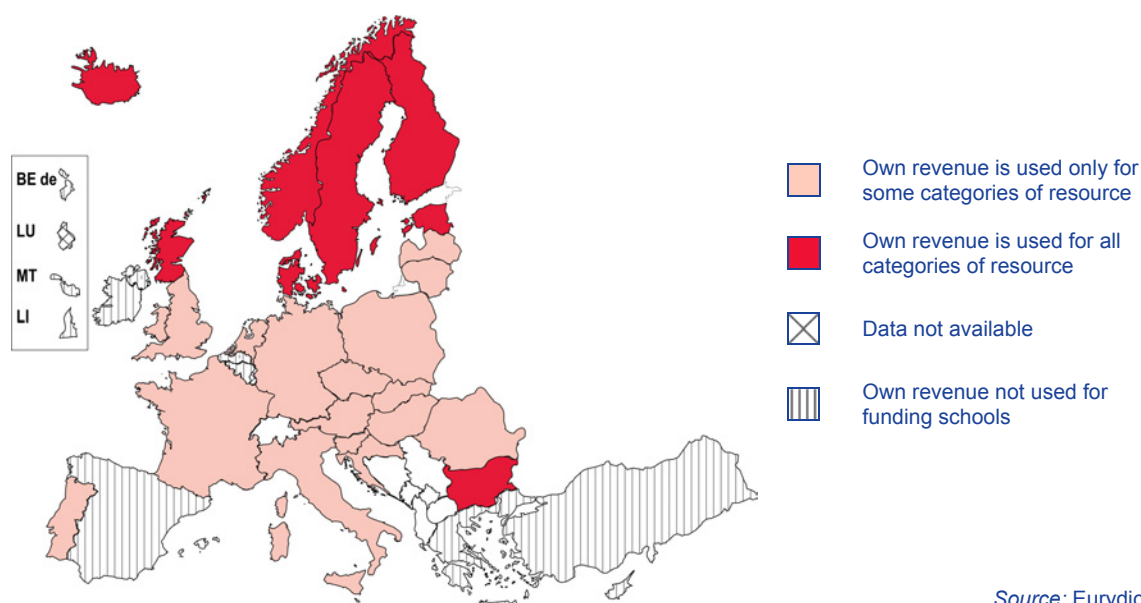 BE de
LU
MT
LI
Own revenue is used only for
some categories of resource
Own revenue is used for all
categories of resource
Data not available
Own revenue not used for
funding schools
Source: Eurydic